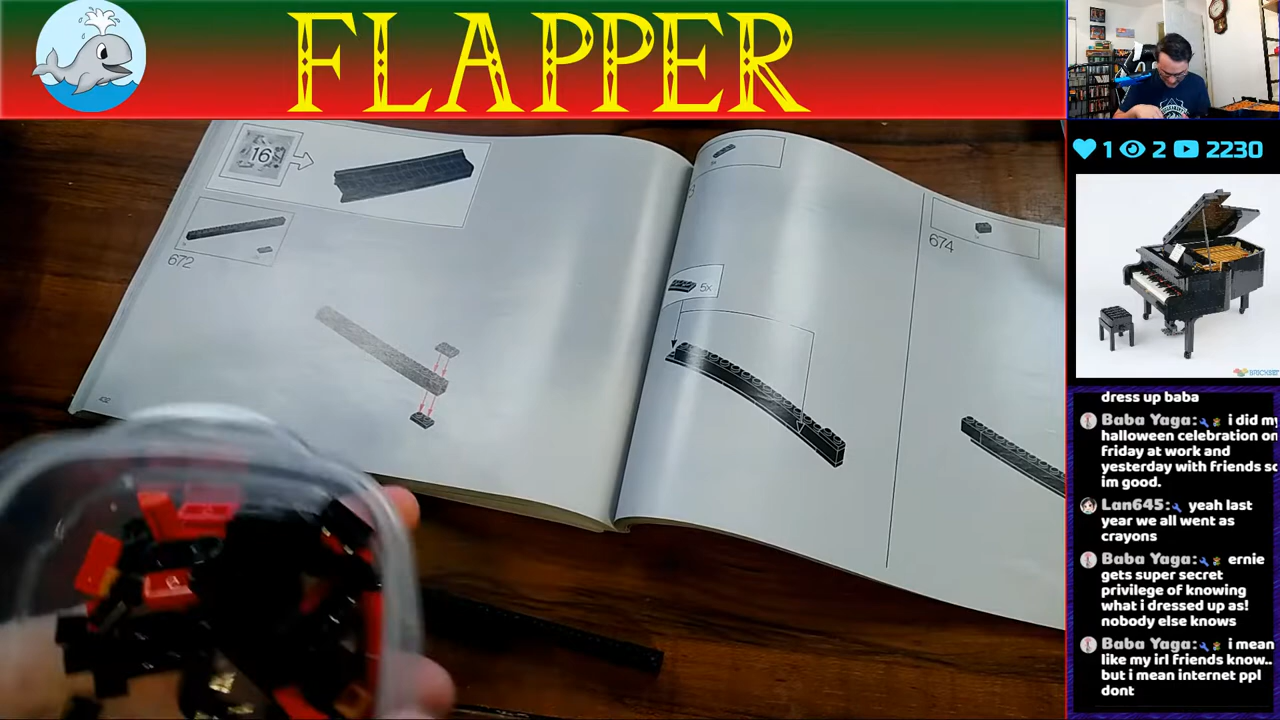 FLAPPER
16
672
5x
674
1 2 2230
BRICKSET
dress up baba
Baba Yaga: i did my
halloween celebration on
friday at work and
yesterday with friends so
im good.
Lan645: yeah last
year we all went as
crayons
Baba Yaga: ernie
gets super secret
privilege of knowing
what i dressed up as!
nobody else knows
Baba Yaga: i mean
like my irl friends know..
but i mean internet ppl
dont